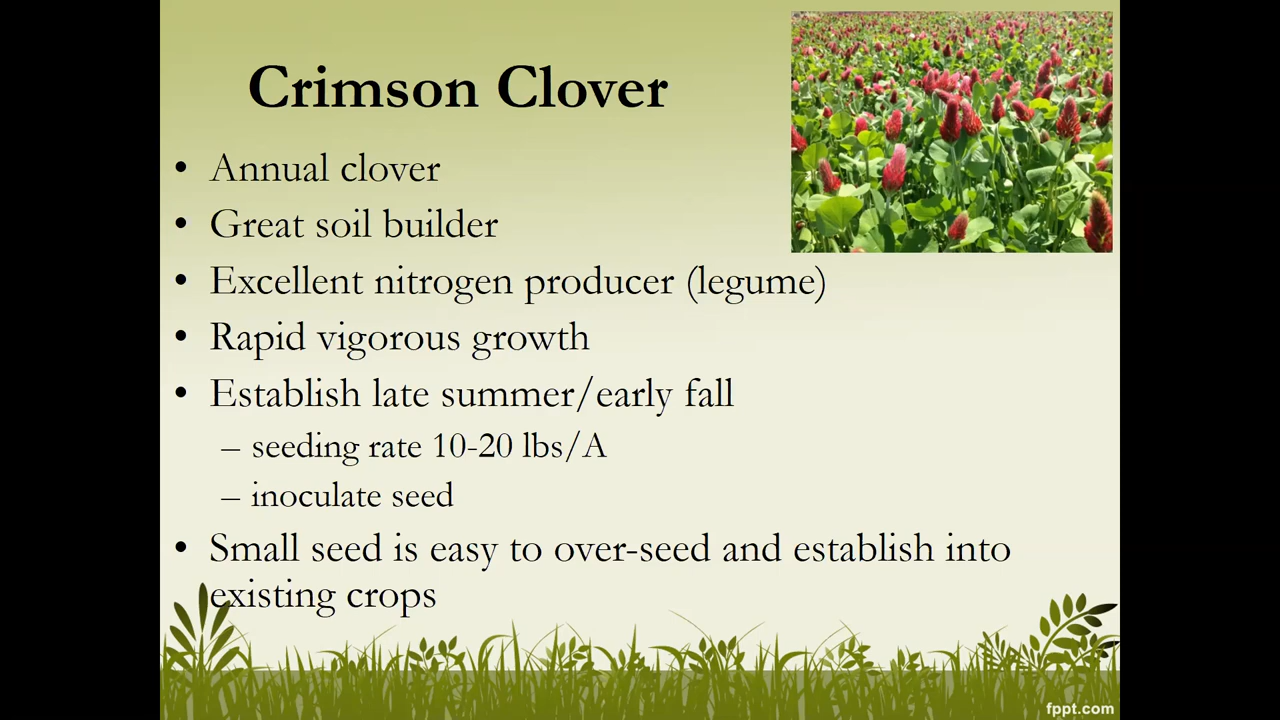 Crimson Clover
• Annual clover
• Great soil builder
• Excellent nitrogen producer (legume)
• Rapid vigorous growth
• Establish late summer/early fall
– seeding rate 10-20 lbs/A
– inoculate seed
• Small seed is easy to over-seed and establish into
existing crops
fppt.com